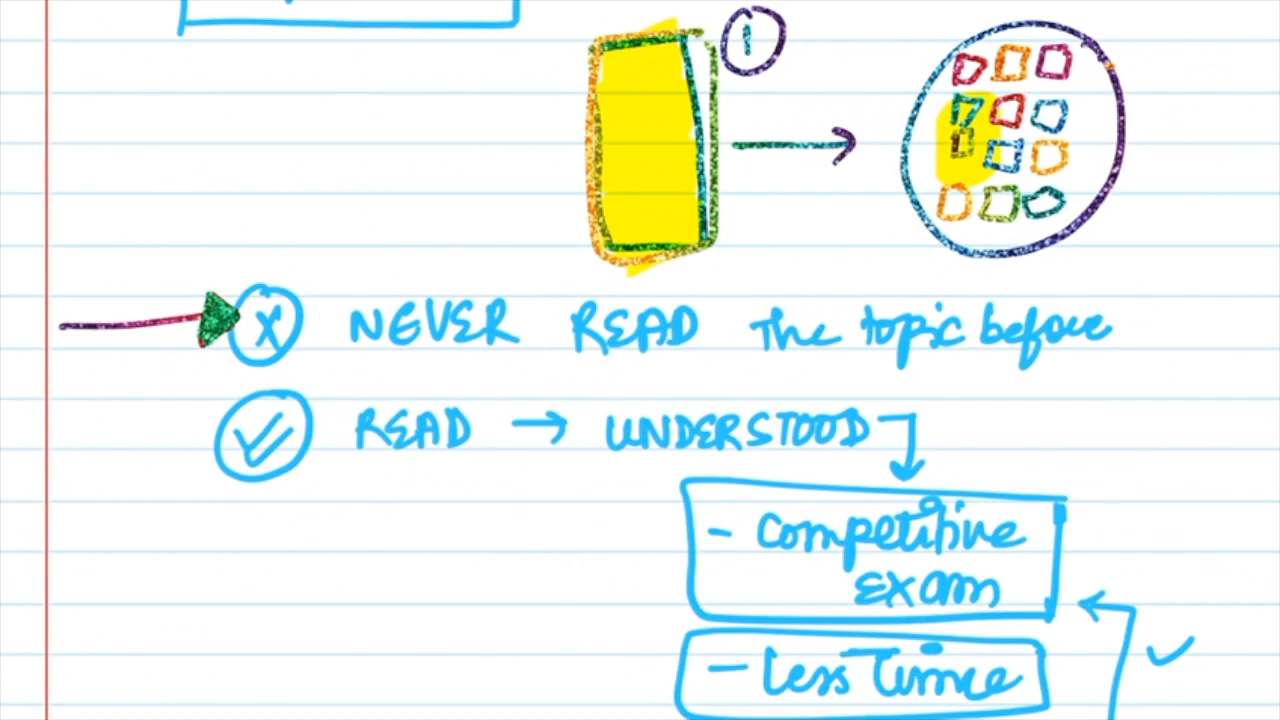 1
X NEVER READ the topic before
READ → UNDERSTOOD
- Competitive
Exam
- Less Time